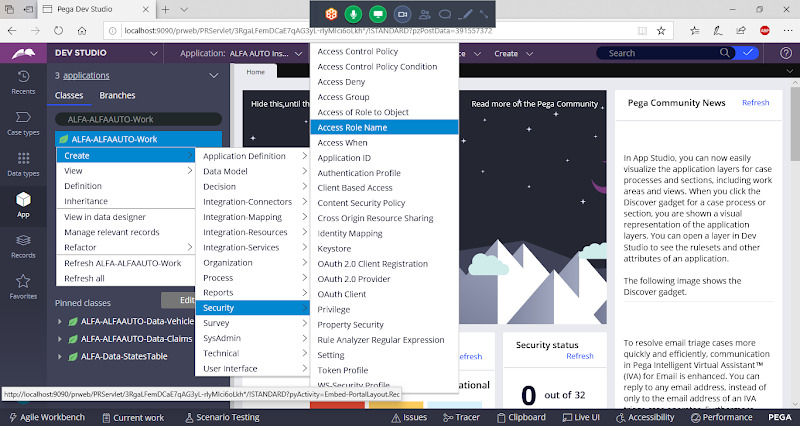 Pega Dev Studio
localhost:9090/prweb/PRServlet/3RgaLFemDCaE7qAG3yL-rlyMlci6oLkh*/!STANDARD?pzPostData=391557372
DEV STUDIO
Application: ALFA AUTO Ins...
Create
Search
3 applications
Classes
Branches
ALFA-ALFAAUTO-Work
ALFA-ALFAAUTO-Work
Recents
Case types
Data types
App
Records
Favorites
Create
View
Definition
Inheritance
View in data designer
Manage relevant records
Refactor
Refresh ALFA-ALFAAUTO-Work
Refresh all
Pinned classes
Edit
ALFA-ALFAAUTO-Data-Vehicle
ALFA-ALFAAUTO-Data-Claims
ALFA-Data-StatesTable
Application Definition
Data Model
Decision
Integration-Connectors
Integration-Mapping
Integration-Resources
Integration-Services
Organization
Process
Reports
Security
Survey
SysAdmin
Technical
User Interface
Access Control Policy
Access Control Policy Condition
Access Deny
Access Group
Access of Role to Object
Access Role Name
Access When
Application ID
Authentication Profile
Client Based Access
Content Security Policy
Cross Origin Resource Sharing
Identity Mapping
Keystore
OAuth 2.0 Client Registration
OAuth 2.0 Provider
OAuth Client
Privilege
Property Security
Rule Analyzer Regular Expression
Setting
Token Profile
WS-Security Profile
Home
Hide this until th
Read more on the Pega Community
Refresh
ational
Security status
Refresh
0 out of 32
Pega Community News
Refresh
In App Studio, you can now easily
visualize the application layers for case
processes and sections, including work
areas and views. When you click the
Discover gadget for a case process or
section, you are shown a visual
representation of the application
layers. You can open a layer in Dev
Studio to see the rulesets and other
attributes of an application.
The following image shows the
Discover gadget.
To resolve email triage cases more
quickly and efficiently, communication
in Pega Intelligent Virtual Assistant™
(IVA) for Email is enhanced. You can
reply to any email address, instead of
only to the email address of an IVA
http://localhost:9090/prweb/PRServlet/3RgaLFemDCaE7qAG3yL-rlyMlci6oLkh*/!STANDARD?pyActivity=Embed-PortalLayout.Rec
Agile Workbench
Current work
Scenario Testing
Issues
Tracer
Clipboard
Live UI
Accessibility
Performance
PEGA